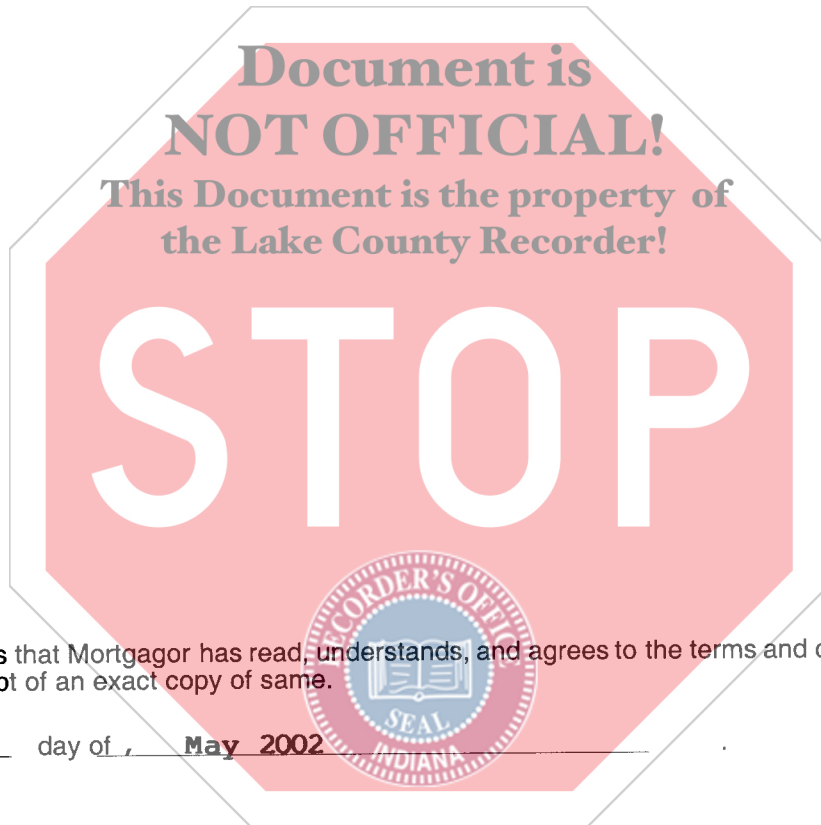 Document is
NOT OFFICIAL!
This Document is the property of
the Lake County Recorder!
STOP
RECORDER'S OFFICE
s that Mortgagor has read, understands, and agrees to the terms and
of an exact copy of same.
SEAL
day of , May 2002 .
INDIANA